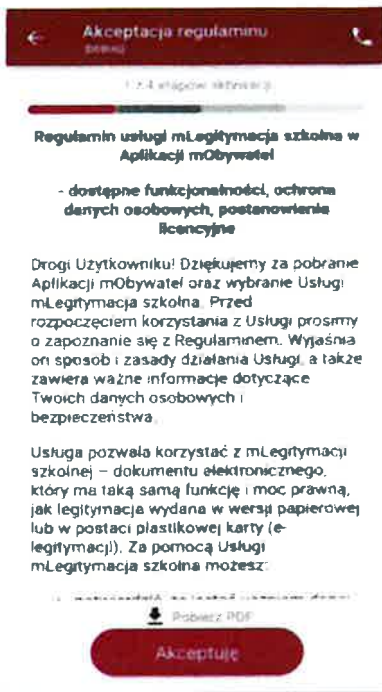 Akceptacja regulaminu
Regulamin usługi mLegitymacja szkolna w
Aplikacji mObywatel
- dostępne funkcjonalności, ochrona
danych osobowych, postanowienia
licencyjne
Drogi Użytkowniku! Dziękujemy za pobranie
Aplikacji mObywatel oraz wybranie Usługi
mLegitymacja szkolna. Przed
rozpoczęciem korzystania z Usługi prosimy
o zapoznanie się z Regulaminem. Wyjaśnia
on sposób i zasady działania Usługi, a także
zawiera ważne informacje dotyczące
Twoich danych osobowych i
bezpieczeństwa.
Usługa pozwala korzystać z mLegitymacji
szkolnej – dokumentu elektronicznego,
który ma taką samą funkcję i moc prawną,
jak legitymacja wydana w wersji papierowej
lub w postaci plastikowej karty (e-
legitymacji). Za pomocą Usługi
mLegitymacja szkolna możesz:
Pobierz PDF
Akceptuję